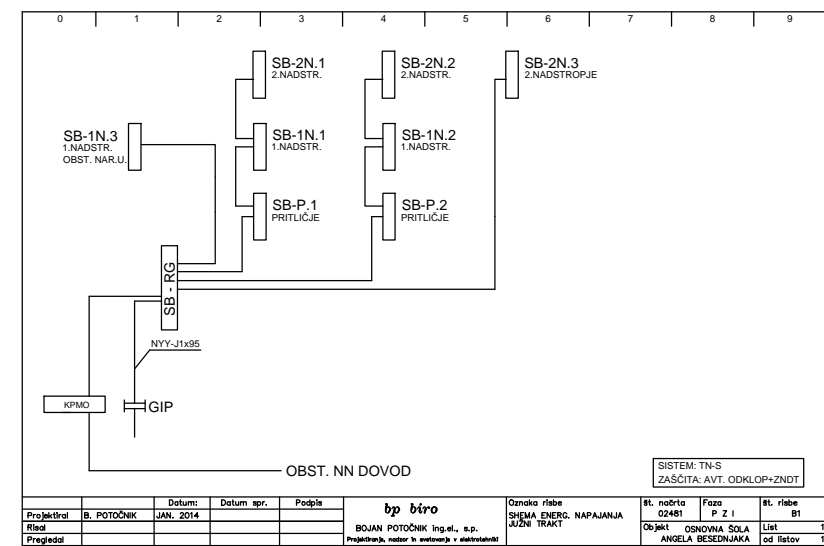 0 1 2 3 4 5 6 7 8 9
SB-2N.1
2.NADSTR.
SB-2N.2
2.NADSTR.
SB-2N.3
2.NADSTROPJE
SB-1N.3
1.NADSTR.
OBST. NAR.U.
SB-1N.1
1.NADSTR.
SB-1N.2
1.NADSTR.
SB-P.1
PRITLIČJE
SB-P.2
PRITLIČJE
SB - RG
NYY-J1x95
KPMO
GIP
OBST. NN DOVOD
SISTEM: TN-S
ZAŠČITA: AVT. ODKLOP+ZNDT
Datum: Datum spr. Podpis
Projektiral B. POTOČNIK JAN. 2014
Risal
Pregledal
bp biro
BOJAN POTOČNIK ing.el., s.p.
Projektiranje, nadzor in svetovanje v elektrotehniki
Oznaka risbe
SHEMA ENERG. NAPAJANJA
JUŽNI TRAKT
št. načrta Faza št. risbe
02481 P Z I B1
Objekt OSNOVNA ŠOLA List 1
ANGELA BESEDNJAKA od listov 1